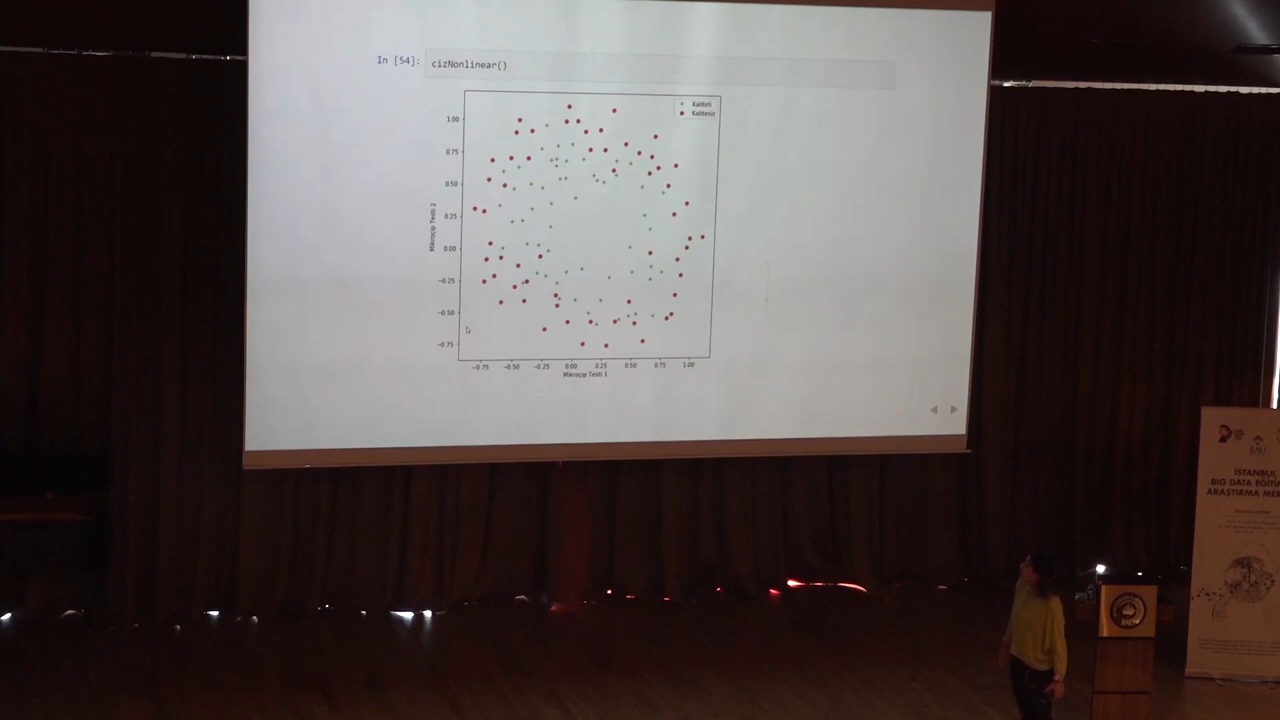 In [54]: cizNonlinear()
Kaliteli
Kalitesiz
1.00
0.75
0.50
0.25
0.00
−0.25
−0.50
−0.75
Mikroçip Testi 2
−0.75 −0.50 −0.25 0.00 0.25 0.50 0.75 1.00
Mikroçip Testi 1
BAU
İSTANBUL
BIG DATA EĞİTİ
ARAŞTIRMA MER
BAU